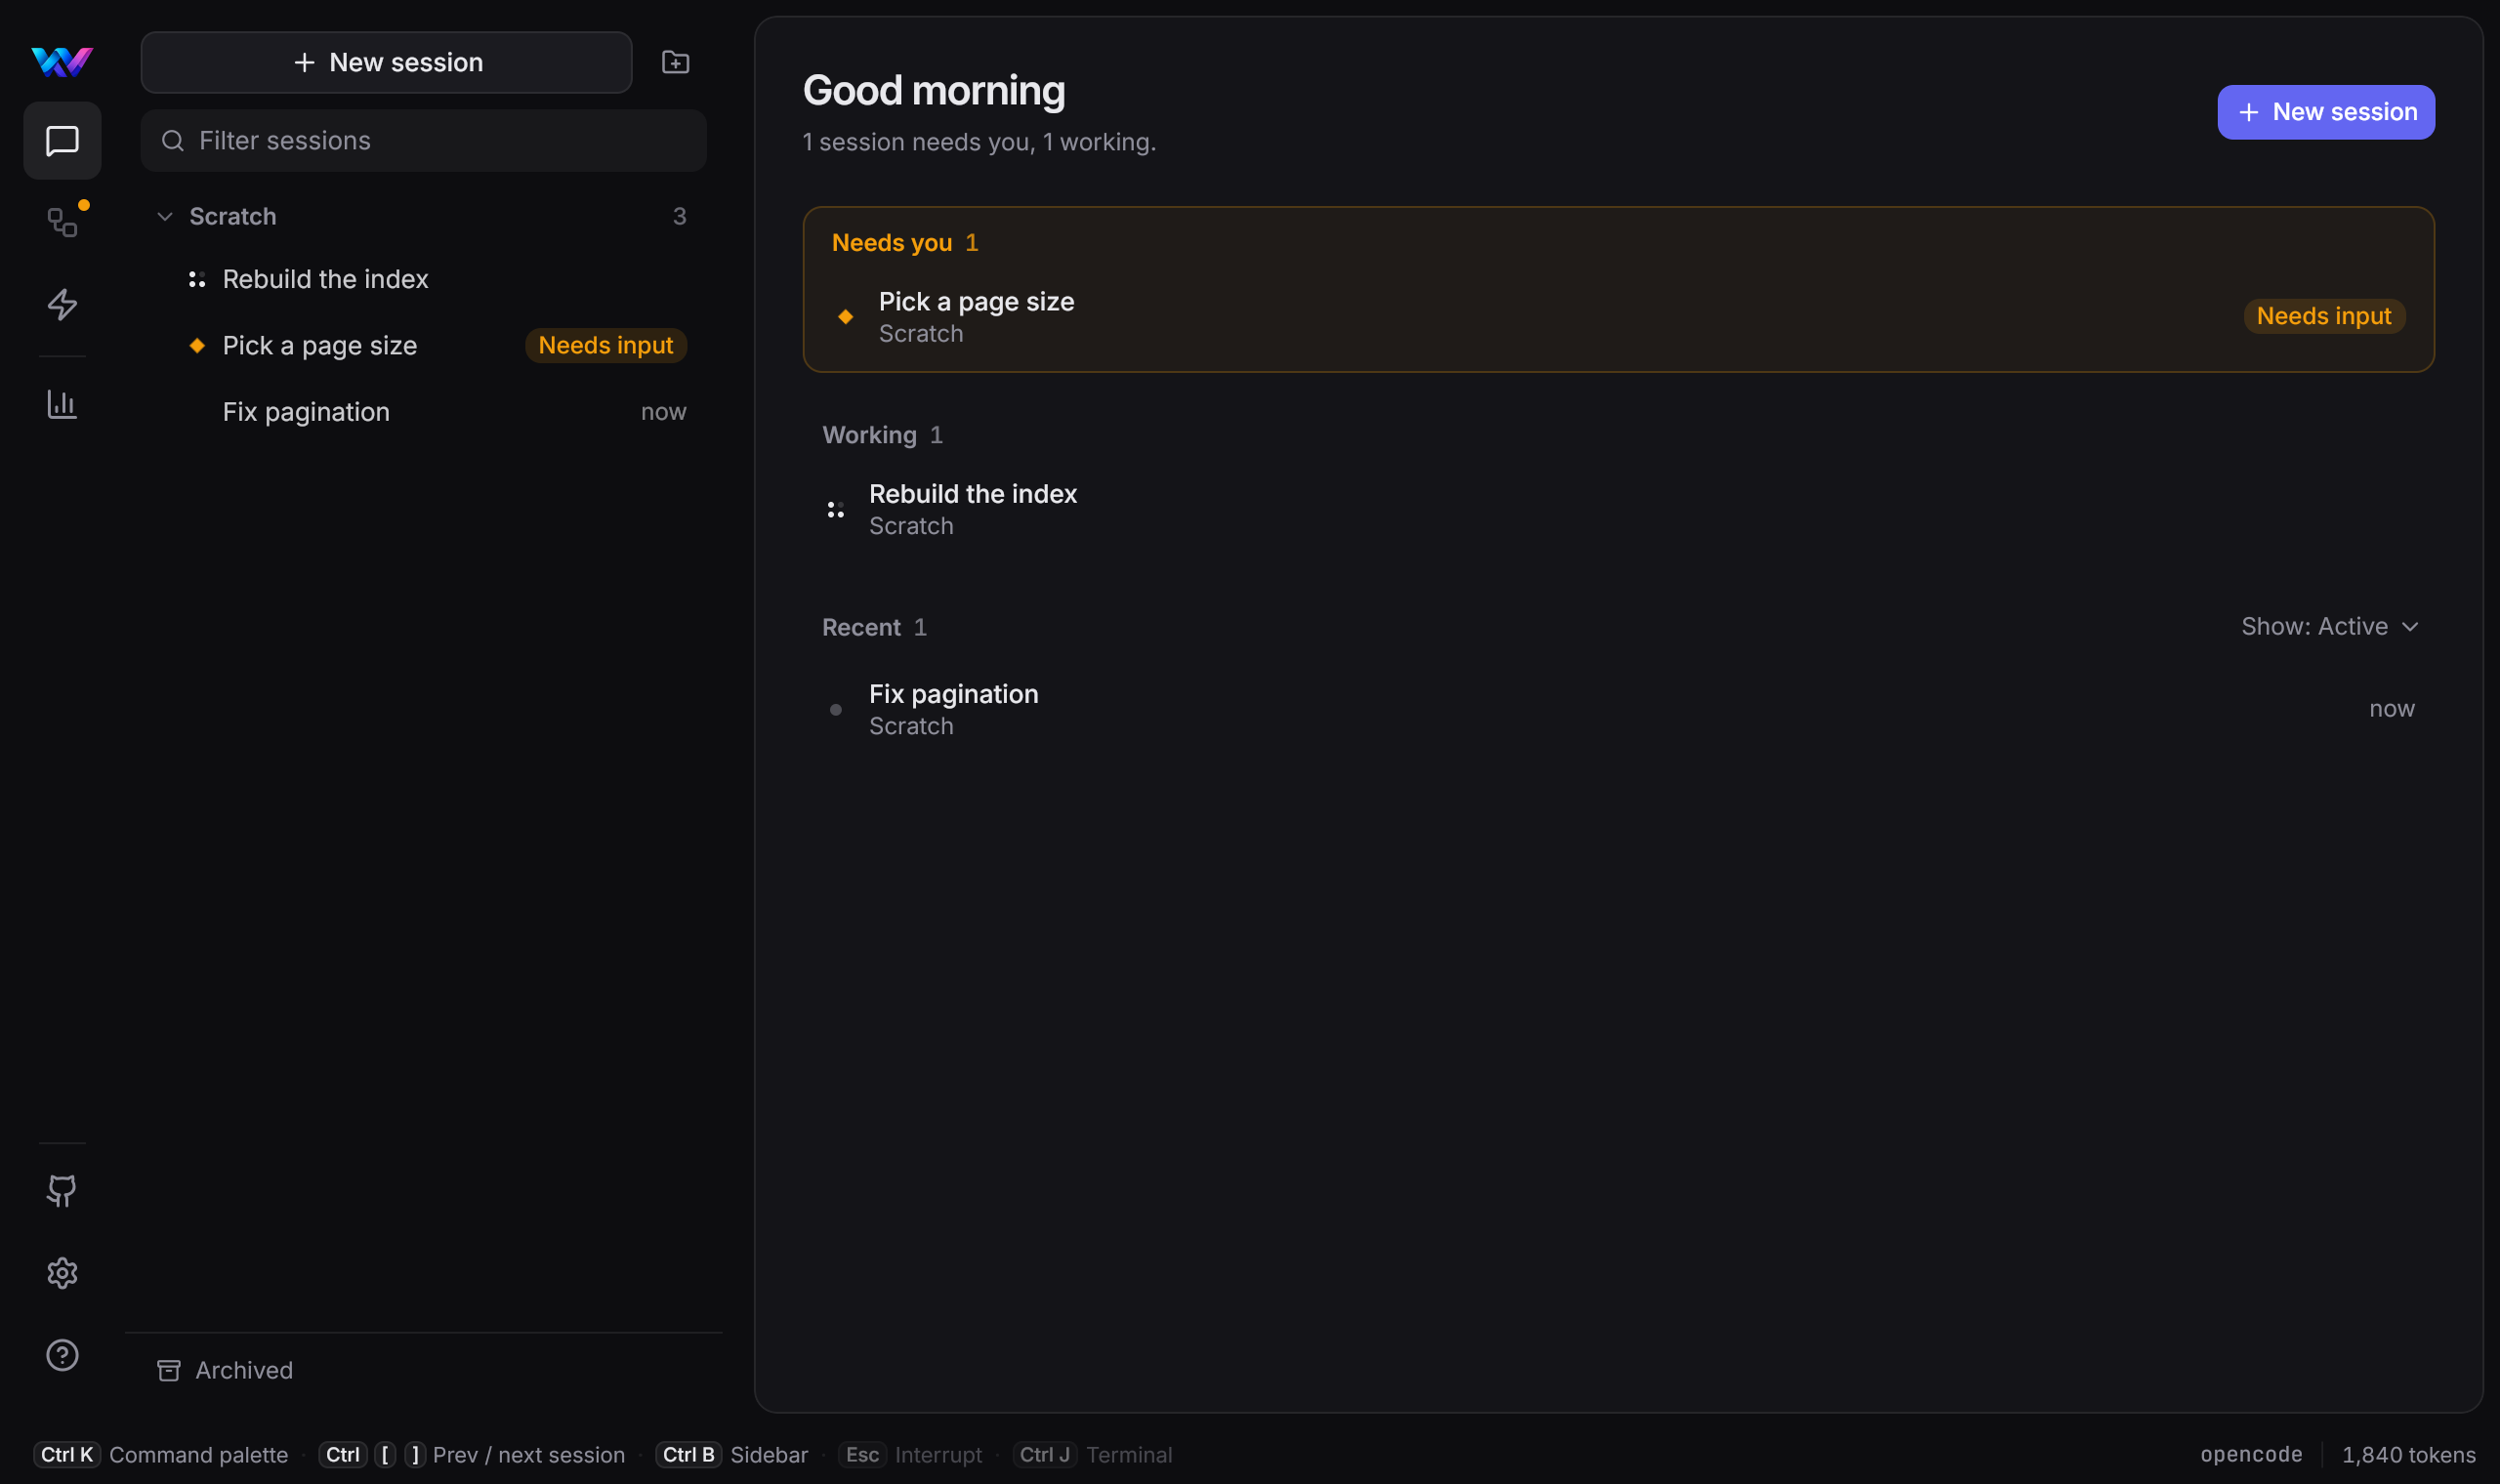 New session
Filter sessions
Scratch 3
Rebuild the index
Pick a page size Needs input
Fix pagination now
Archived
Good morning
1 session needs you, 1 working.
New session
Needs you 1
Pick a page size
Scratch
Needs input
Working 1
Rebuild the index
Scratch
Recent 1
Show: Active
Fix pagination
Scratch
now
Ctrl K Command palette · Ctrl [ ] Prev / next session · Ctrl B Sidebar · Esc Interrupt · Ctrl J Terminal
opencode 1,840 tokens